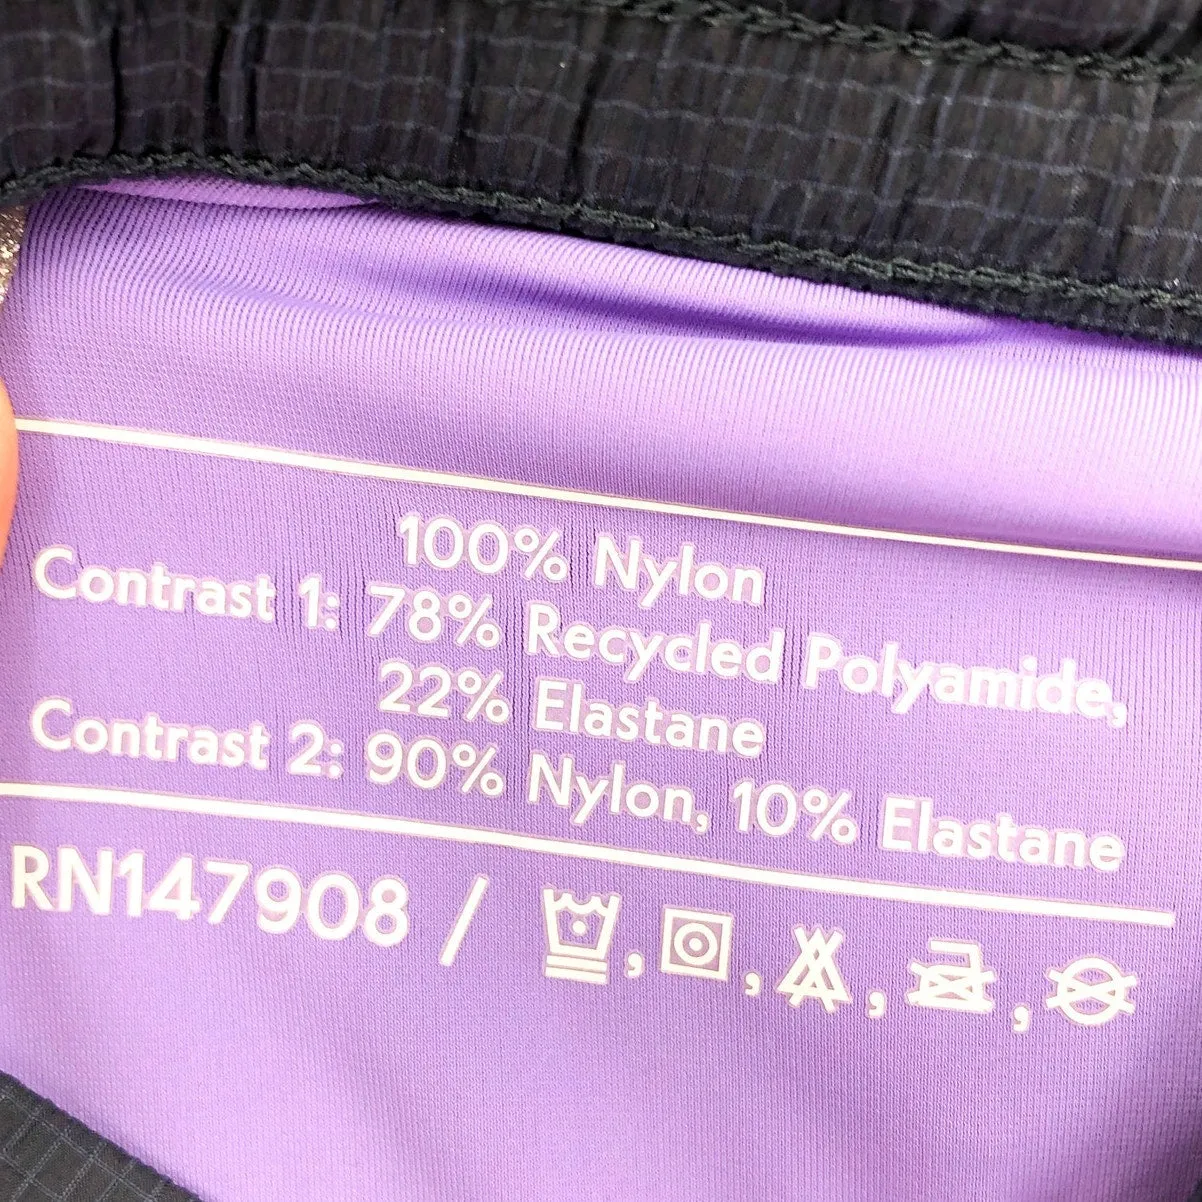 100% Nylon
Contrast 1: 78% Recycled Polyamide,
22% Elastane
Contrast 2: 90% Nylon, 10% Elastane
RN147908 / , , , ,